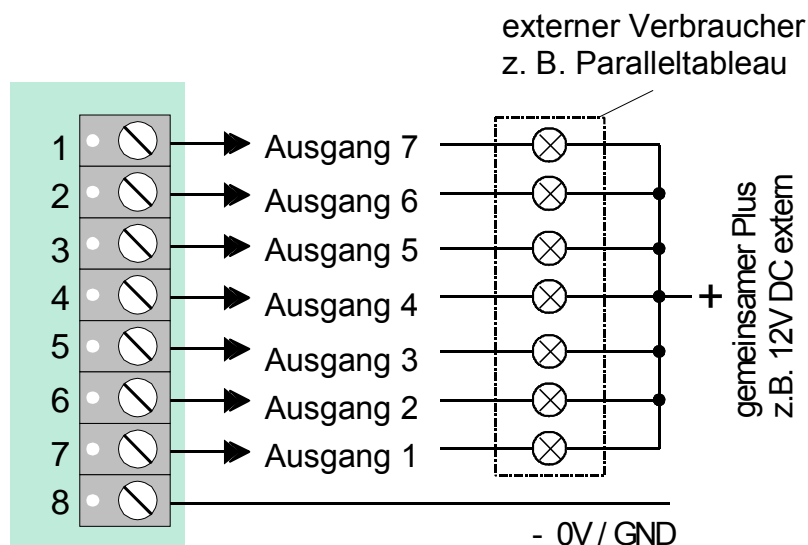 externer Verbraucher
z. B. Paralleltableau
1 Ausgang 7
2 Ausgang 6
3 Ausgang 5
4 Ausgang 4
5 Ausgang 3
6 Ausgang 2
7 Ausgang 1
8
+
gemeinsamer Plus
z.B. 12V DC extern
- 0V / GND